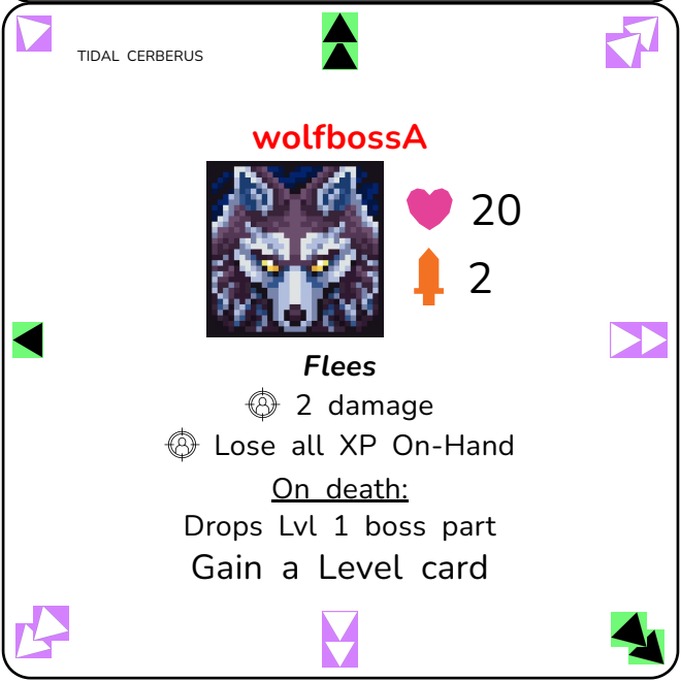 TIDAL CERBERUS
wolfbossA
20
2
Flees
2 damage
Lose all XP On-Hand
On death:
Drops Lvl 1 boss part
Gain a Level card